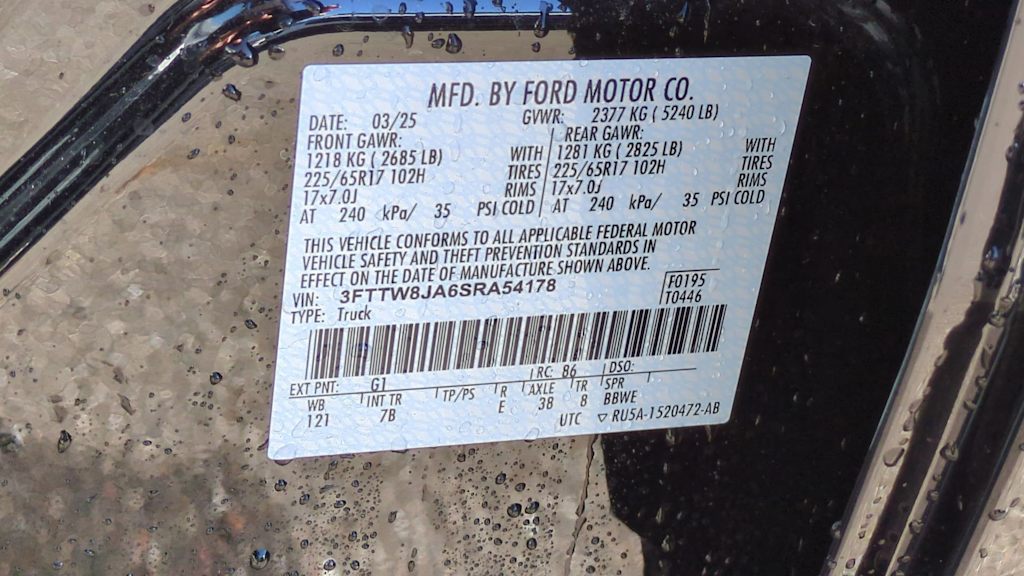 MFD. BY FORD MOTOR CO.
DATE: 03/25 GVWR: 2377 KG ( 5240 LB)
FRONT GAWR: REAR GAWR:
1218 KG ( 2685 LB) WITH 1281 KG ( 2825 LB) WITH
225/65R17 102H TIRES 225/65R17 102H TIRES
17x7.0J RIMS 17x7.0J RIMS
AT 240 kPa/ 35 PSI COLD AT 240 kPa/ 35 PSI COLD
THIS VEHICLE CONFORMS TO ALL APPLICABLE FEDERAL MOTOR
VEHICLE SAFETY AND THEFT PREVENTION STANDARDS IN
EFFECT ON THE DATE OF MANUFACTURE SHOWN ABOVE.
VIN: 3FTTW8JA6SRA54178 F0195
TYPE: Truck T0446
EXT PNT: G1 RC: 86 DSO:
WB INT TR TP/PS R AXLE TR SPR
121 7B E 38 8 BBWE
UTC ▽ RU5A-1520472-AB